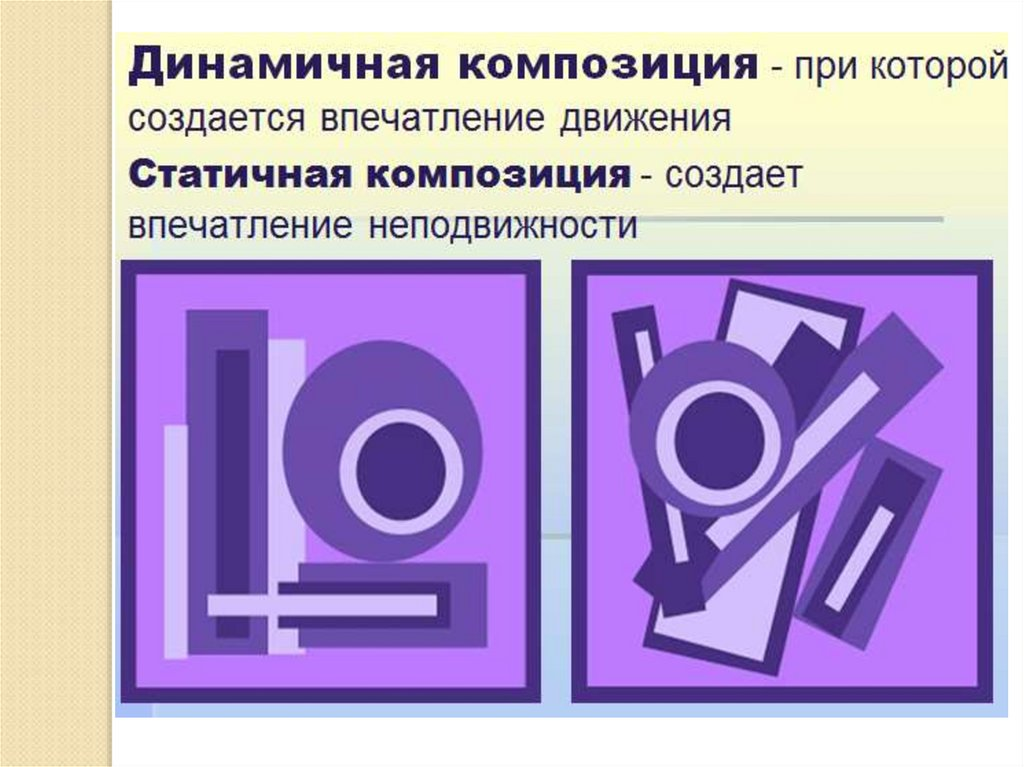 Динамичная композиция - при которой
создается впечатление движения
Статичная композиция - создает
впечатление неподвижности